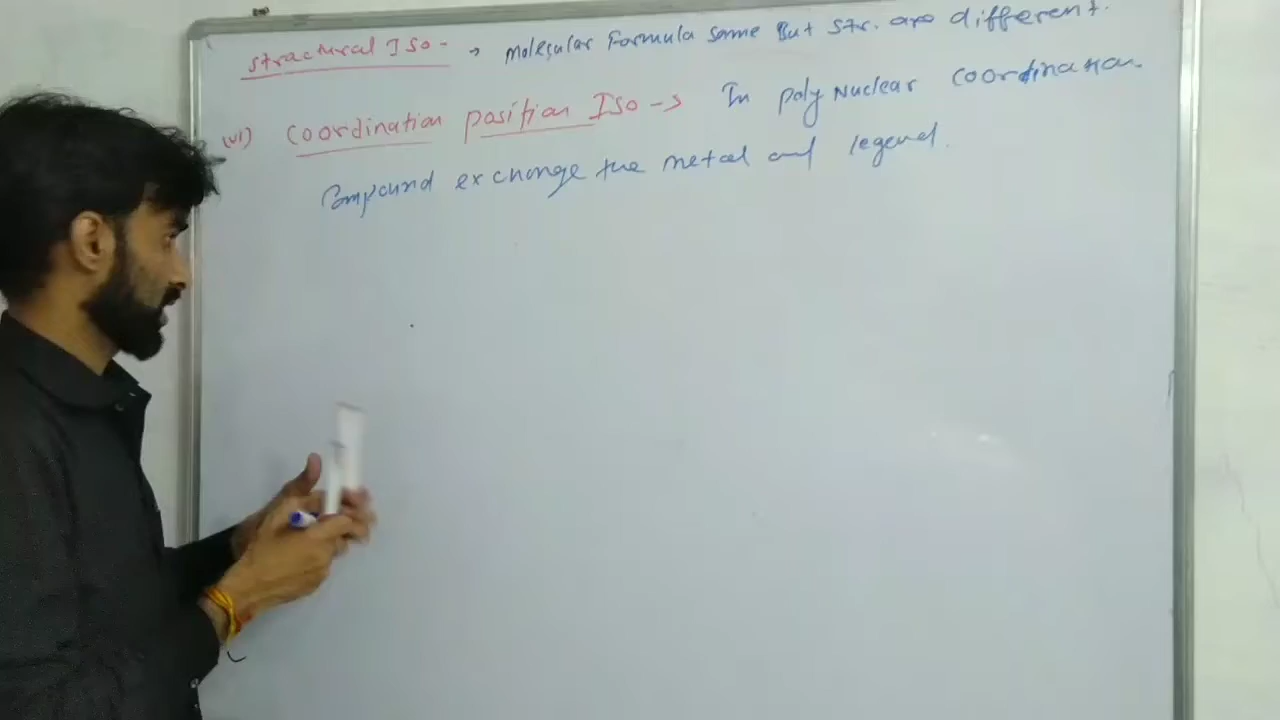 structural Iso- → molecular Formula same But str. are different.
(vi) Coordination position Iso → In poly Nuclear coordination
Compound exchange the metal and legend.